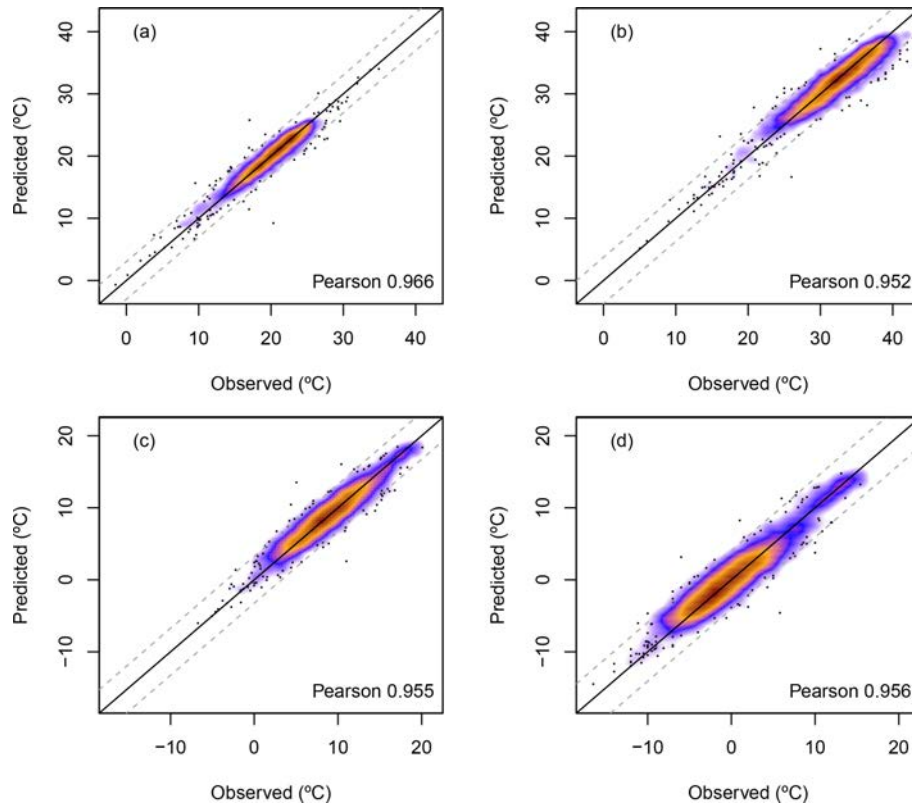 (a)
40
30
20
10
0
Predicted (ºC)
Pearson 0.966
0 10 20 30 40
Observed (ºC)
(b)
40
30
20
10
0
Predicted (ºC)
Pearson 0.952
0 10 20 30 40
Observed (ºC)
(c)
20
10
0
−10
Predicted (ºC)
Pearson 0.955
−10 0 10 20
Observed (ºC)
(d)
20
10
0
−10
Predicted (ºC)
Pearson 0.956
−10 0 10 20
Observed (ºC)